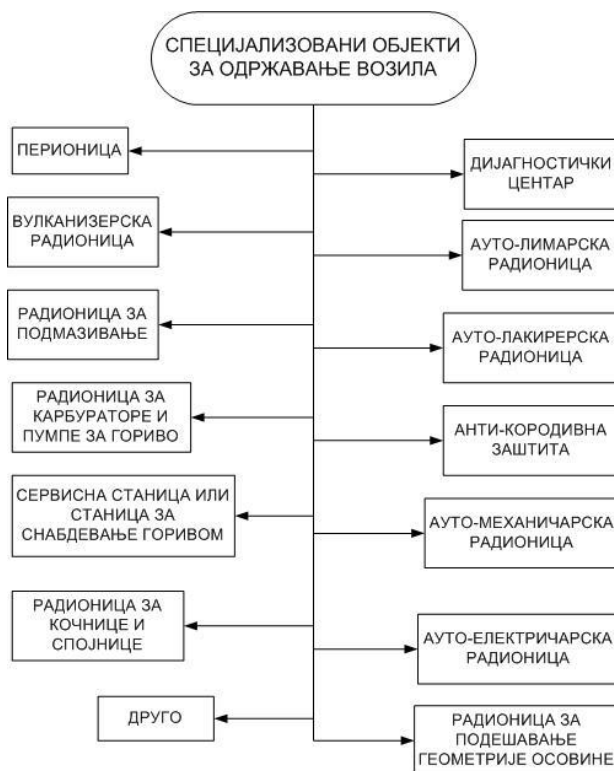 СПЕЦИЈАЛИЗОВАНИ ОБЈЕКТИ
ЗА ОДРЖАВАЊЕ ВОЗИЛА
ПЕРИОНИЦА
ВУЛКАНИЗЕРСКА
РАДИОНИЦА
РАДИОНИЦА ЗА
ПОДМАЗИВАЊЕ
РАДИОНИЦА ЗА
КАРБУРАТОРЕ И
ПУМПЕ ЗА ГОРИВО
СЕРВИСНА СТАНИЦА ИЛИ
СТАНИЦА ЗА
СНАБДЕВАЊЕ ГОРИВОМ
РАДИОНИЦА ЗА
КОЧНИЦЕ И
СПОЈНИЦЕ
ДРУГО
ДИЈАГНОСТИЧКИ
ЦЕНТАР
АУТО-ЛИМАРСКА
РАДИОНИЦА
АУТО-ЛАКИРЕРСКА
РАДИОНИЦА
АНТИ-КОРОДИВНА
ЗАШТИТА
АУТО-МЕХАНИЧАРСКА
РАДИОНИЦА
АУТО-ЕЛЕКТРИЧАРСКА
РАДИОНИЦА
РАДИОНИЦА ЗА
ПОДЕШАВАЊЕ
ГЕОМЕТРИЈЕ ОСОВИНЕ